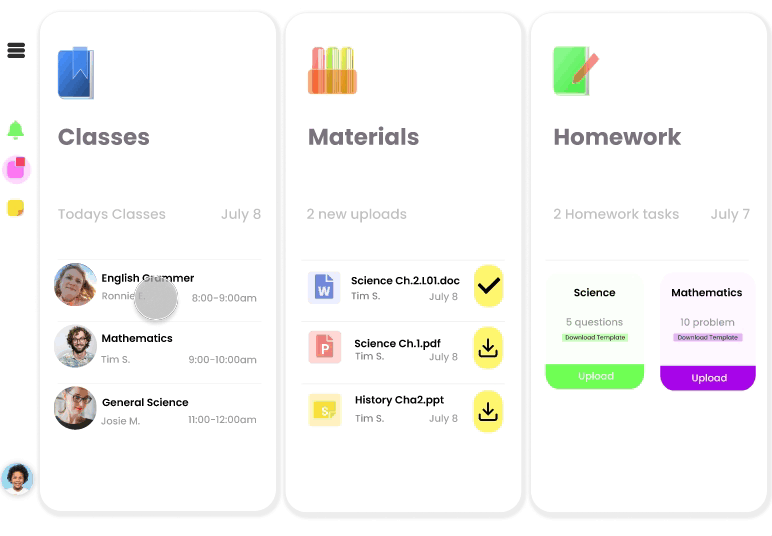 Classes
Todays Classes July 8
English Grammer
Ronnie 8:00-9:00am
Mathematics
Tim S. 9:00-10:00am
General Science
Josie M. 11:00-12:00am
Materials
2 new uploads
W
Science Ch.2.L01.doc
Tim S. July 8
P
Science Ch.1.pdf
Tim S. July 8
S
History Cha2.ppt
Tim S. July 8
Homework
2 Homework tasks July 7
Science
5 questions
Download Template
Upload
Mathematics
10 problem
Download Template
Upload